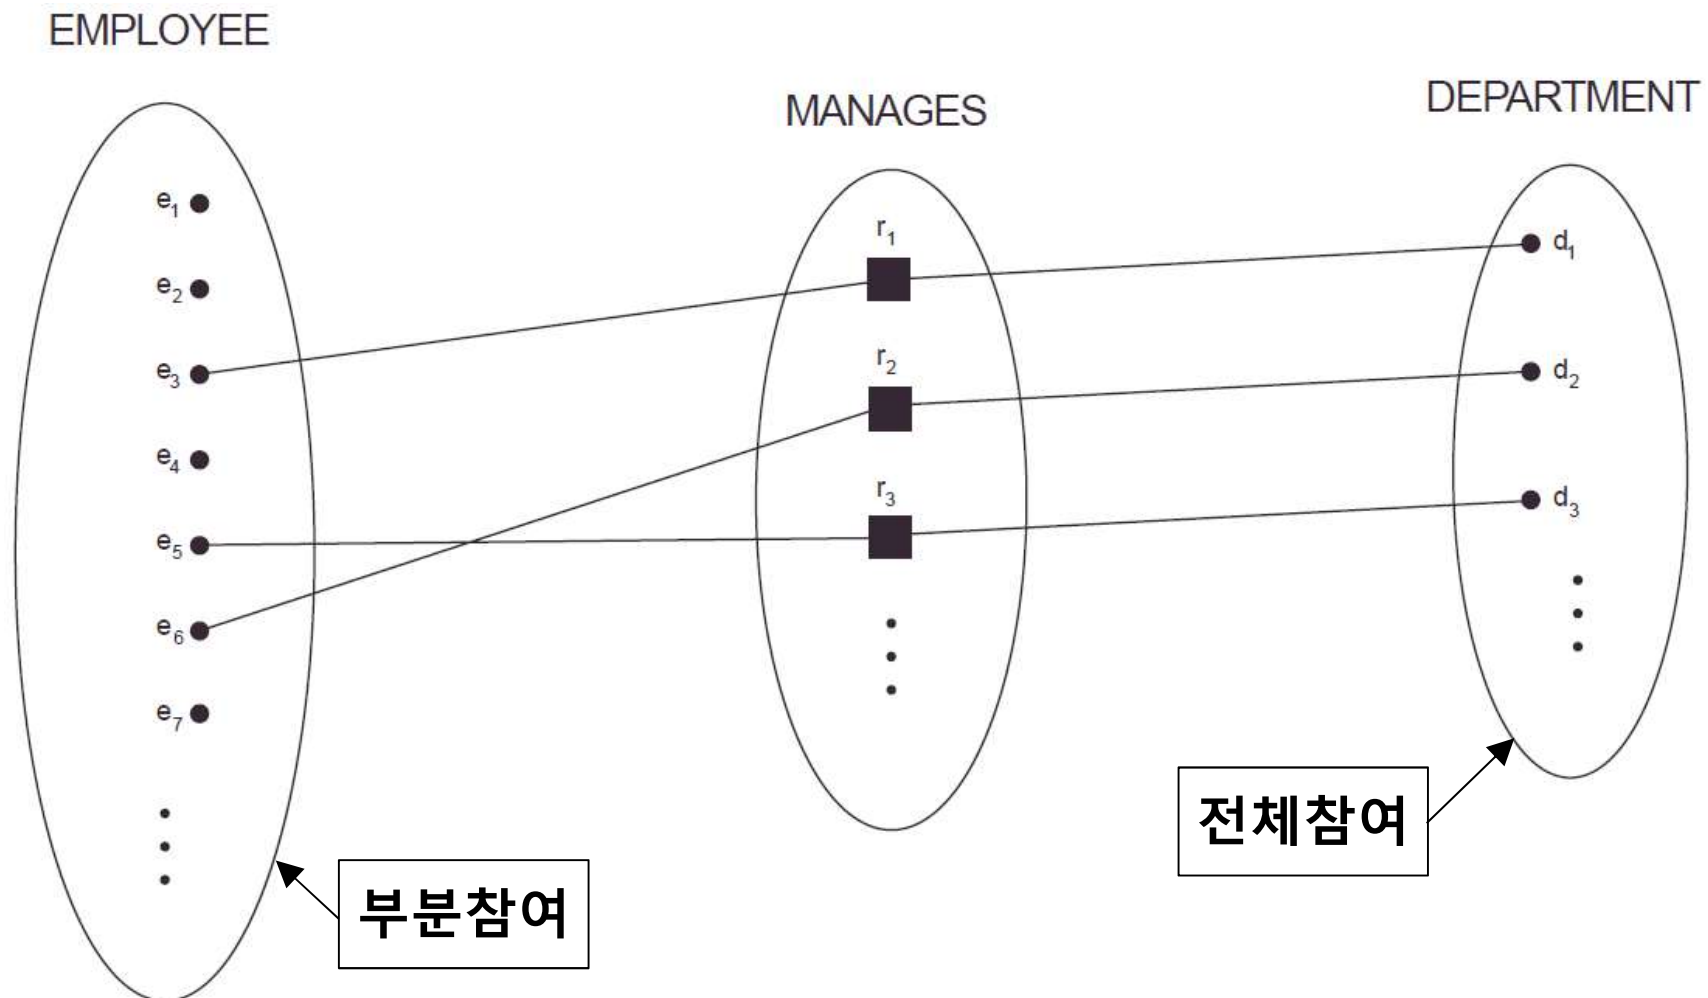 EMPLOYEE
MANAGES
DEPARTMENT
e1
e2
e3
e4
e5
e6
e7
r1
r2
r3
d1
d2
d3
부분참여
전체참여